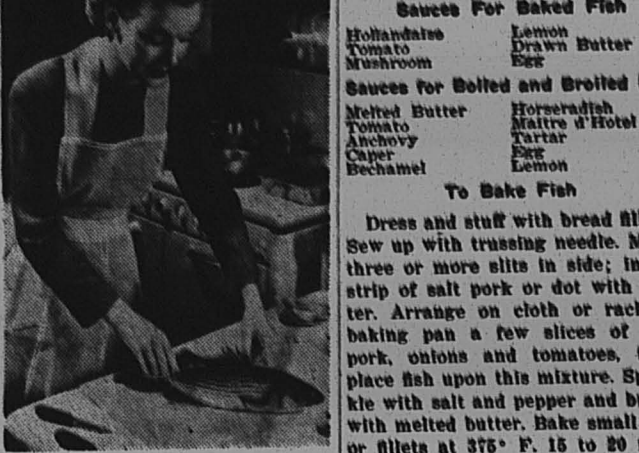 Sauces For Baked Fish
Hollandaise Lemon
Tomato Drawn Butter
Mushroom Egg
Sauces for Boiled and Broiled
Melted Butter Horseradish
Tomato Maitre d'Hotel
Anchovy Tartar
Caper Egg
Bechamel Lemon
To Bake Fish
Dress and stuff with bread
Sew up with trussing needle.
three or more slits in side;
strip of salt pork or dot with
ter. Arrange on cloth or
baking pan a few slices of
pork, onions and tomatoes,
place fish upon this mixture.
kle with salt and pepper and
with melted butter. Bake small
or fillets at 375° F. 15 to 20